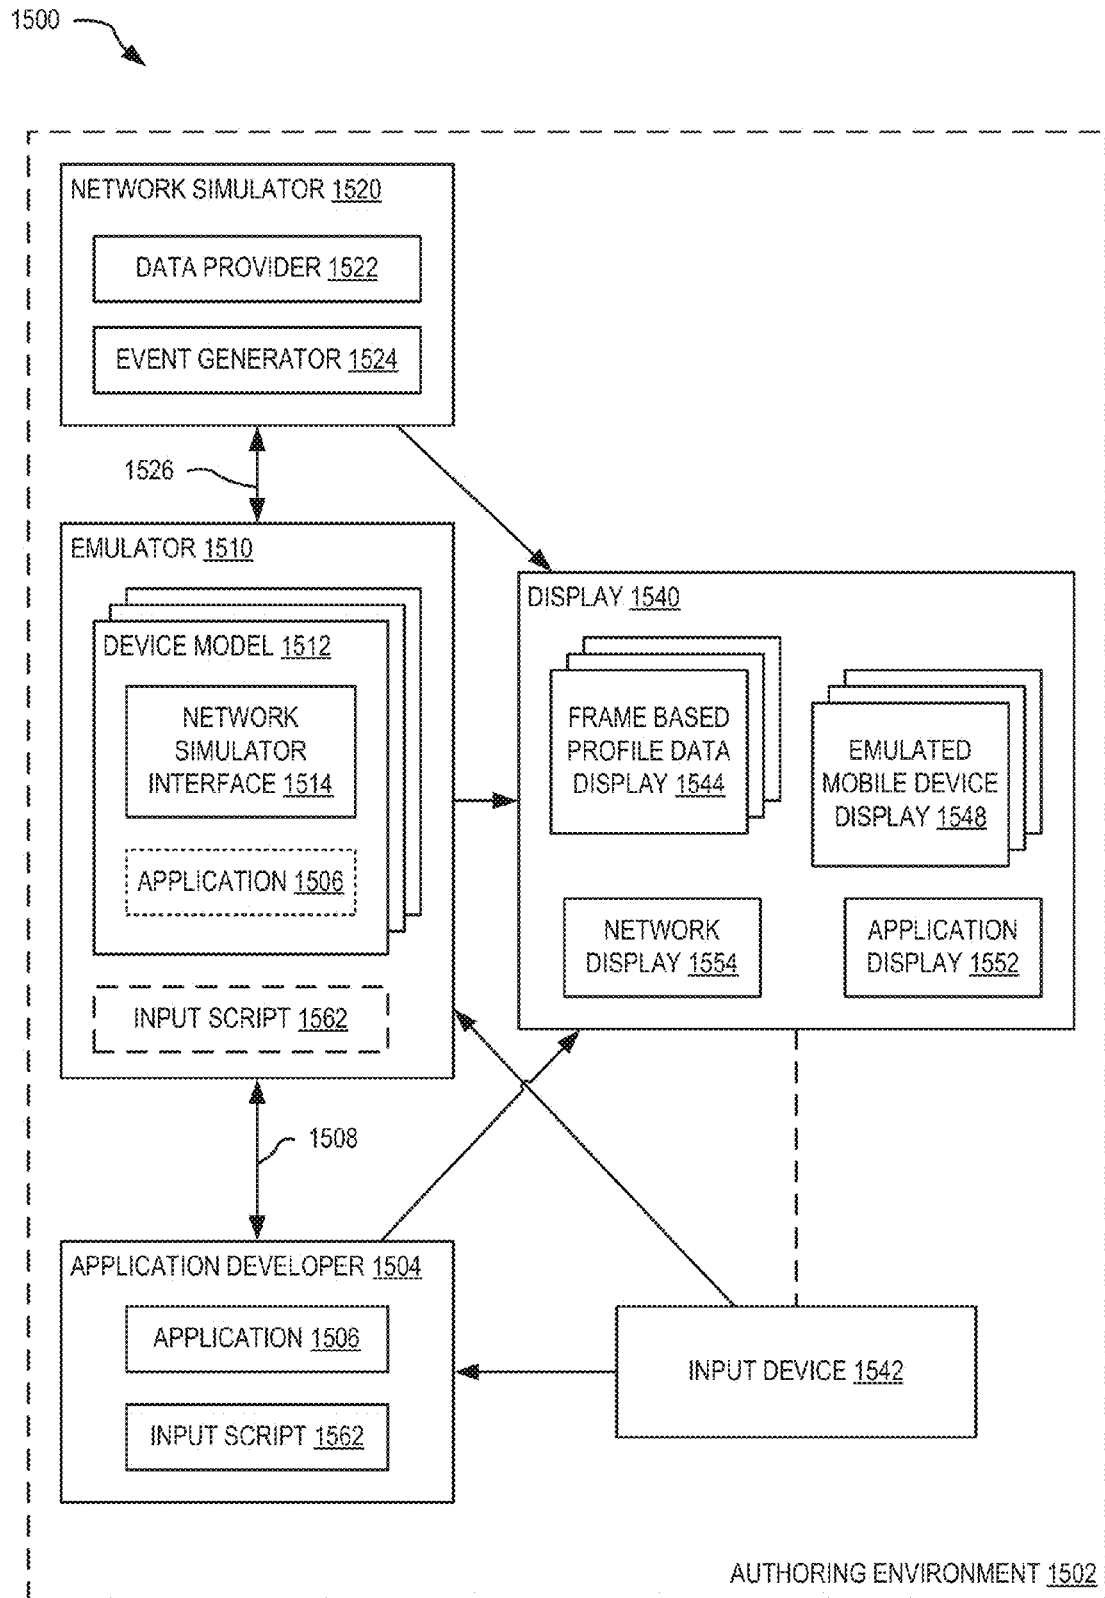 1500
NETWORK SIMULATOR 1520
DATA PROVIDER 1522
EVENT GENERATOR 1524
1526
EMULATOR 1510
DEVICE MODEL 1512
NETWORK
SIMULATOR
INTERFACE 1514
APPLICATION 1506
INPUT SCRIPT 1562
DISPLAY 1540
FRAME BASED
PROFILE DATA
DISPLAY 1544
EMULATED
MOBILE DEVICE
DISPLAY 1548
NETWORK
DISPLAY 1554
APPLICATION
DISPLAY 1552
1508
APPLICATION DEVELOPER 1504
APPLICATION 1506
INPUT SCRIPT 1562
INPUT DEVICE 1542
AUTHORING ENVIRONMENT 1502